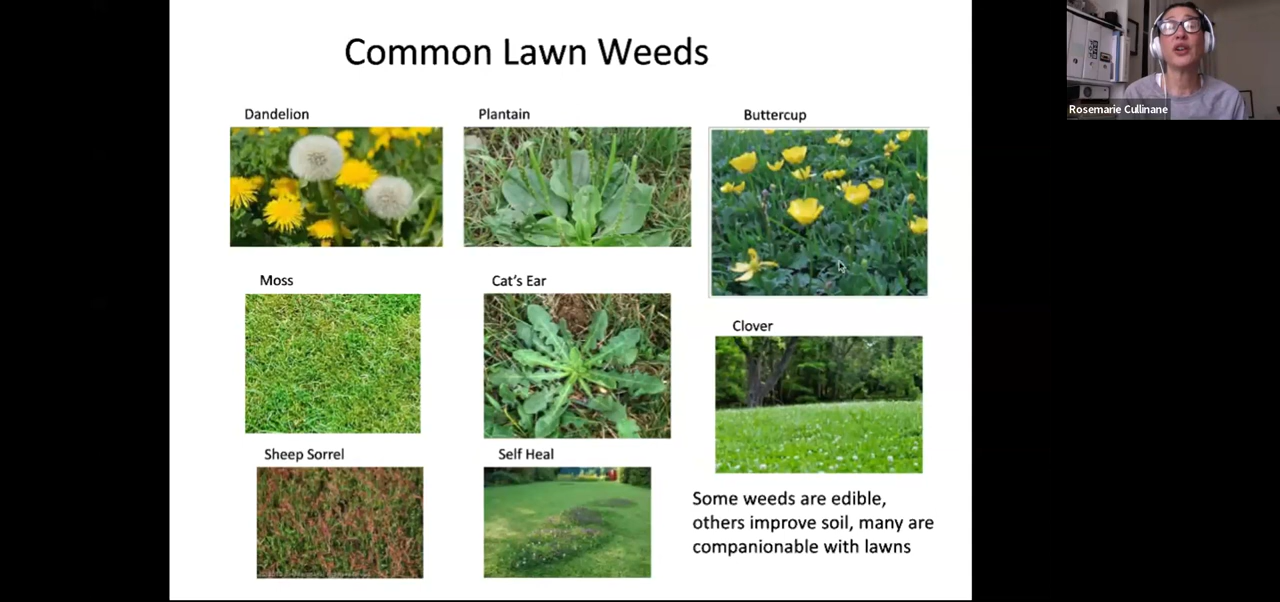 Common Lawn Weeds
Dandelion
Plantain
Buttercup
Moss
Cat's Ear
Clover
Sheep Sorrel
Self Heal
Some weeds are edible,
others improve soil, many are
companionable with lawns
Rosemarie Cullinane